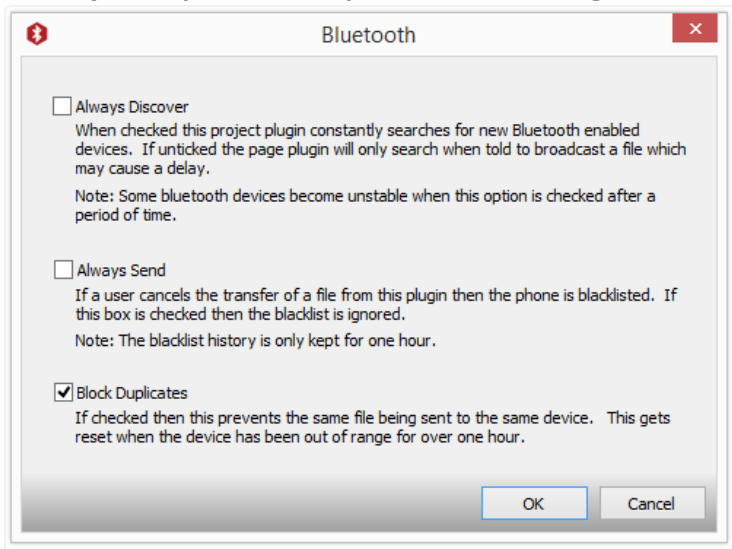 Bluetooth
Always Discover
When checked this project plugin constantly searches for new Bluetooth enabled
devices. If unticked the page plugin will only search when told to broadcast a file which
may cause a delay.
Note: Some bluetooth devices become unstable when this option is checked after a
period of time.
Always Send
If a user cancels the transfer of a file from this plugin then the phone is blacklisted. If
this box is checked then the blacklist is ignored.
Note: The blacklist history is only kept for one hour.
Block Duplicates
If checked then this prevents the same file being sent to the same device. This gets
reset when the device has been out of range for over one hour.
OK Cancel